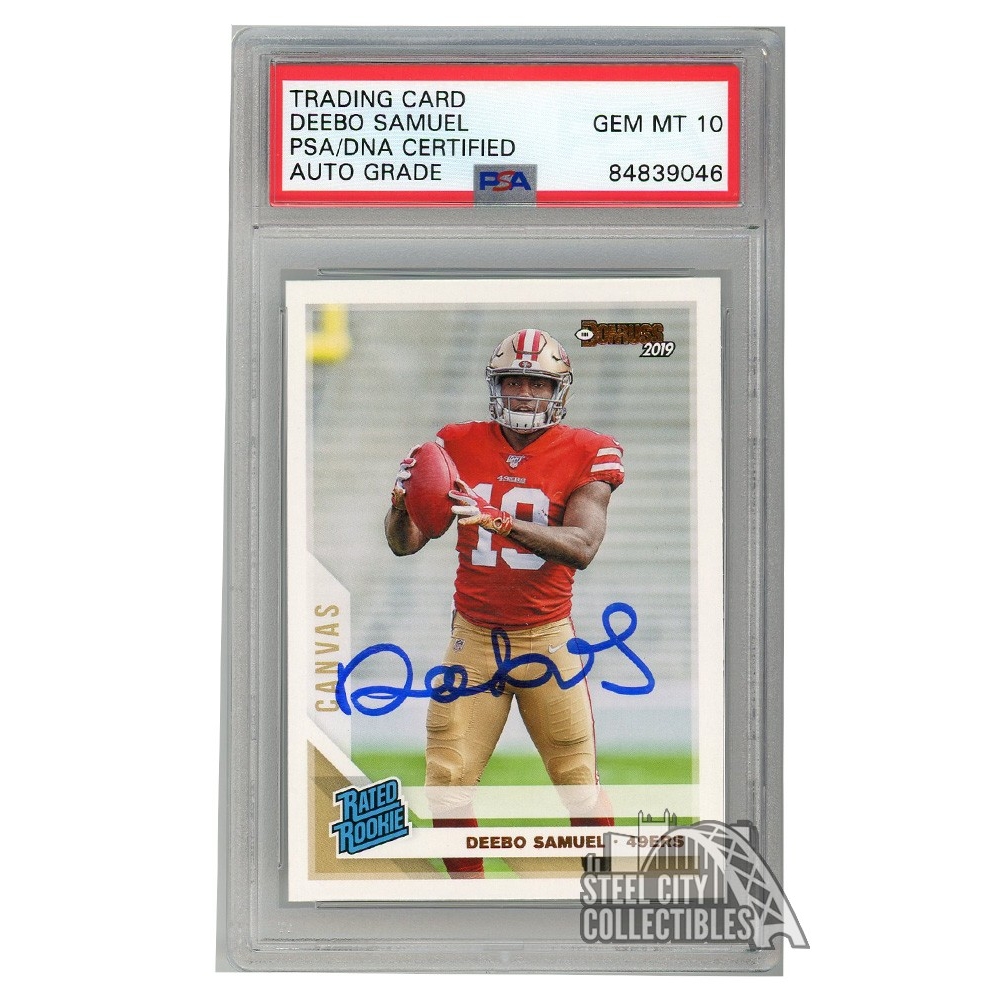 TRADING CARD
DEEBO SAMUEL
PSA/DNA CERTIFIED
AUTO GRADE
GEM MT 10
84839046
PSA
DONRUSS
2019
49ERS
19
CANVAS
RATED
ROOKIE
DEEBO SAMUEL · 49ERS
STEEL CITY
COLLECTIBLES